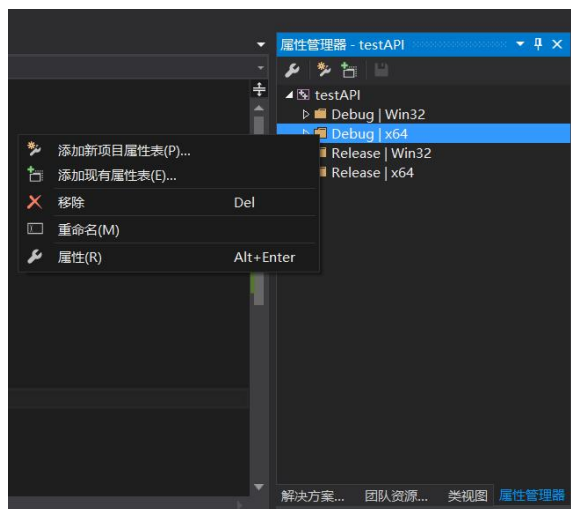 属性管理器 - testAPI
testAPI
Debug | Win32
Debug | x64
Release | Win32
Release | x64
添加新项目属性表(P)...
添加现有属性表(E)...
移除 Del
重命名(M)
属性(R) Alt+Enter
解决方案... 团队资源... 类视图 属性管理器